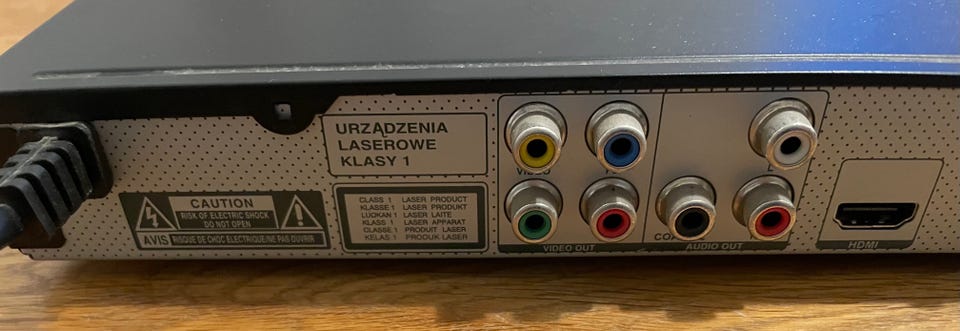 URZĄDZENIA
LASEROWE
KLASY 1
CAUTION
RISK OF ELECTRIC SHOCK
DO NOT OPEN
AVIS RISQUE DE CHOC ELECTRIQUE/NE PAS OUVRIR
CLASS 1 LASER PRODUCT
KLASSE 1 LASER PRODUKT
LUOKAN 1 LASER LAITE
KLASS 1 LASER APPARAT
CLASSE 1 PRODUIT LASER
KELAS 1 PRODUK LASER
VIDEO
VIDEO OUT
L
AUDIO OUT
HDMI